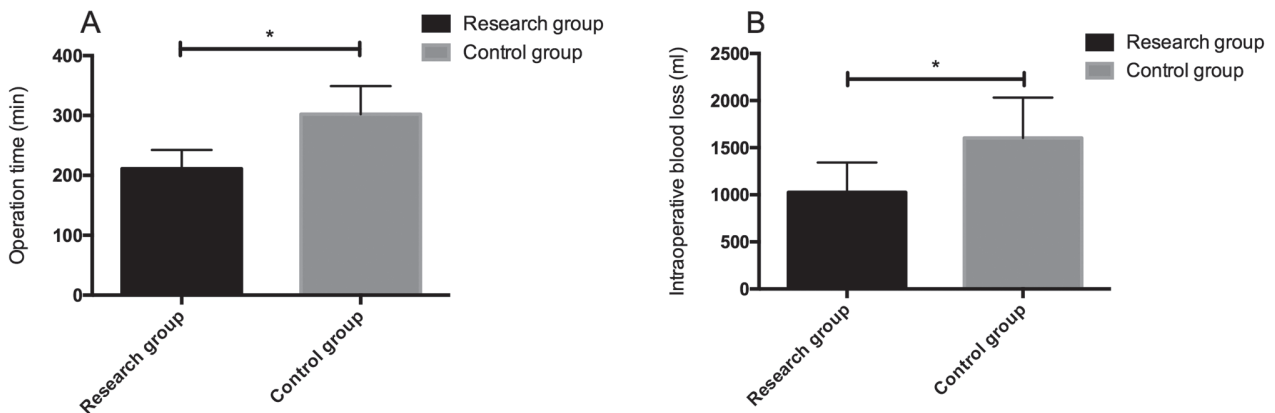 A
*
Research group
Control group
Operation time (min)
400
300
200
100
0
Research group
Control group
B
*
Research group
Control group
Intraoperative blood loss (ml)
2500
2000
1500
1000
500
0
Research group
Control group